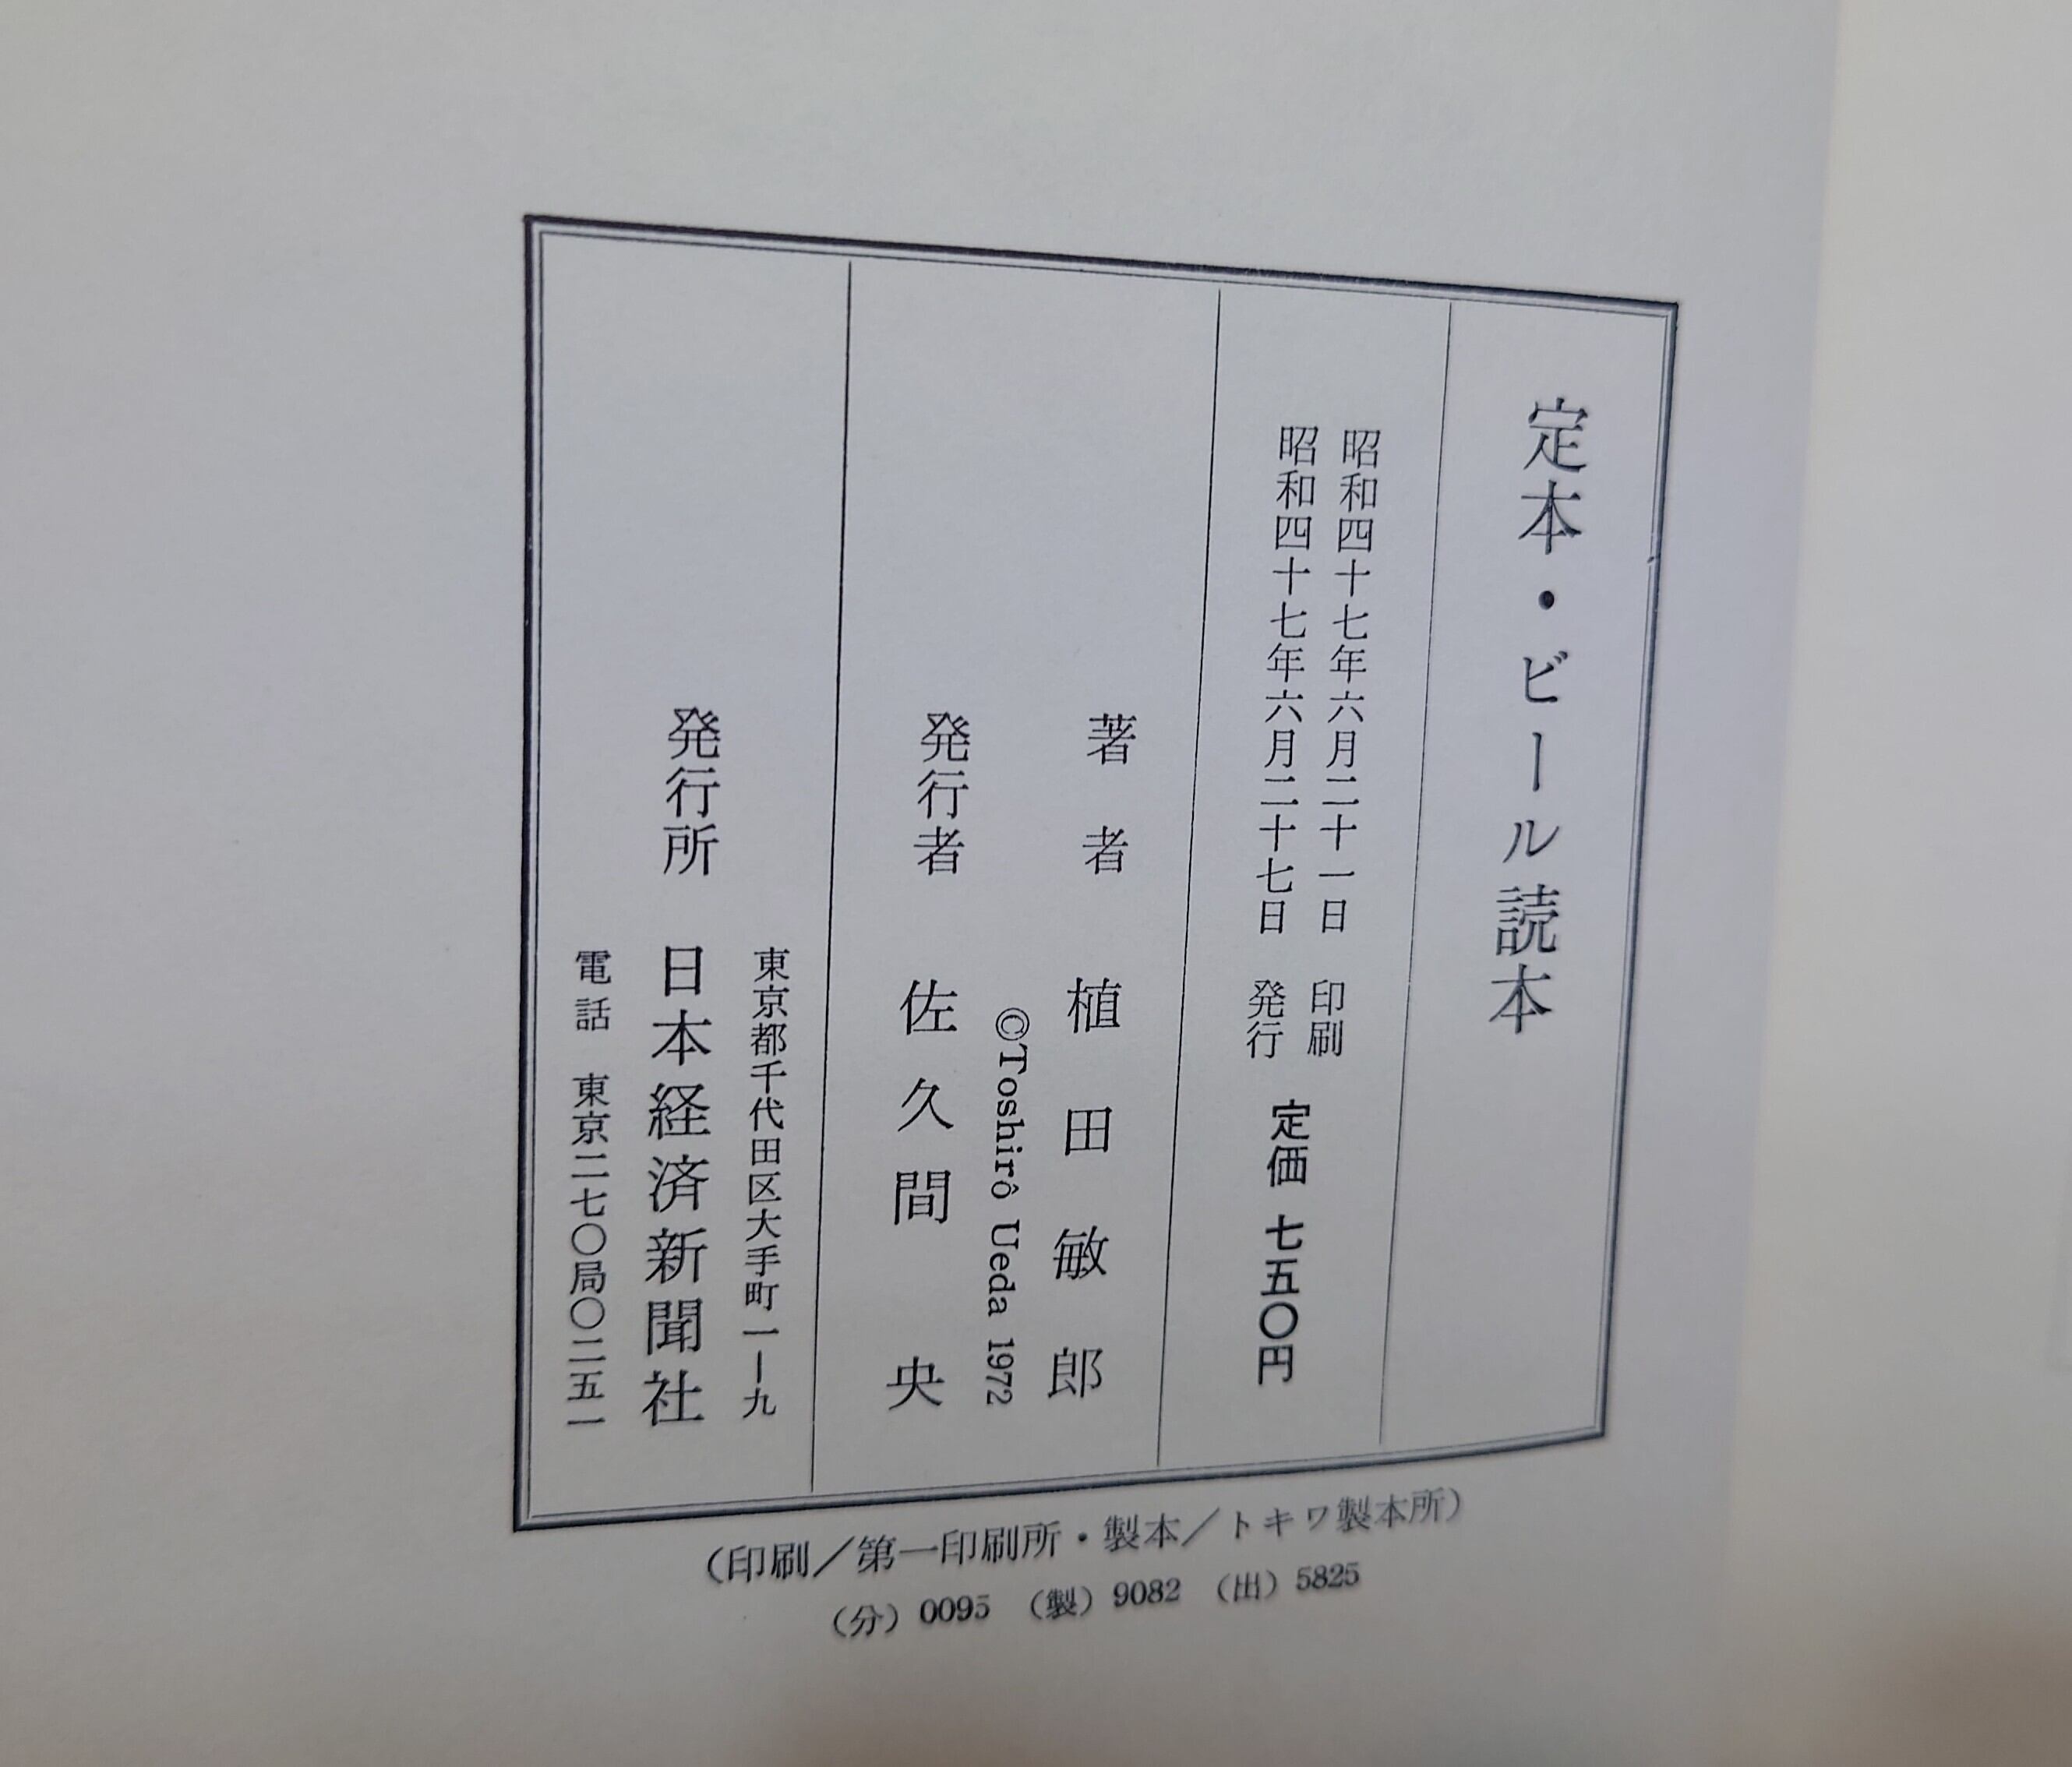 定本・ビール読本
昭和四十七年六月二十一日 印刷
昭和四十七年六月二十七日 発行
定価 七五〇円
著者 植田敏郎
©Toshirô Ueda 1972
発行者 佐久間央
東京都千代田区大手町一ー九
発行所 日本経済新聞社
電話 東京二七〇局〇二五一
（印刷／第一印刷所・製本／トキワ製本所）
（分）0095 （製）9082 （出）5825